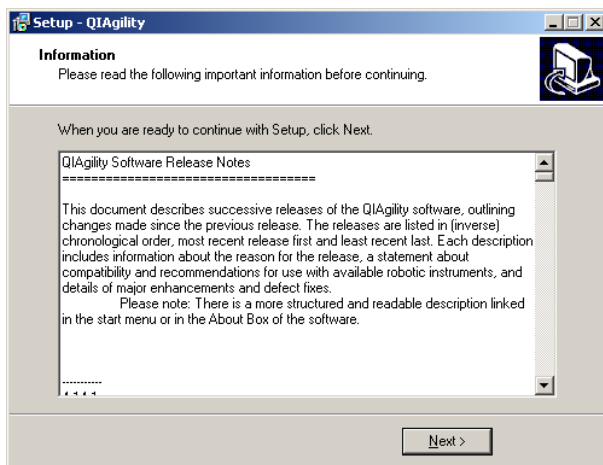 Setup - QIAgility
Information
Please read the following important information before continuing.
When you are ready to continue with Setup, click Next.
QIAgility Software Release Notes
===================================
This document describes successive releases of the QIAgility software, outlining
changes made since the previous release. The releases are listed in (inverse)
chronological order, most recent release first and least recent last. Each description
includes information about the reason for the release, a statement about
compatibility and recommendations for use with available robotic instruments, and
details of major enhancements and defect fixes.
Please note: There is a more structured and readable description linked
in the start menu or in the About Box of the software.
-----------
Next >